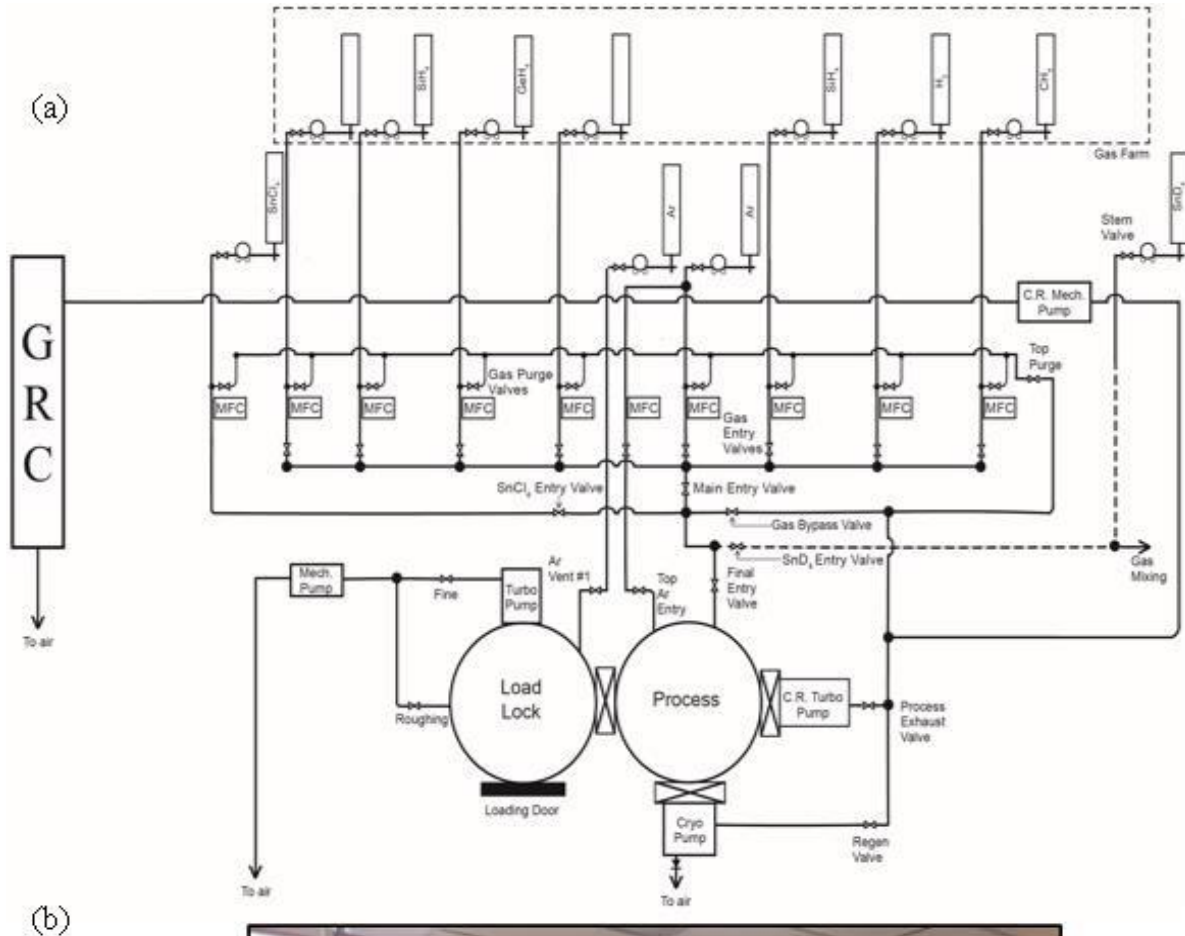 (a)
SiH₄
GeH₄
SiH₄
H₂
CH₄
Gas Farm
SnCl₄
Ar
Ar
SnD₄
Stem
Valve
G
R
C
C.R. Mech.
Pump
Top
Purge
Gas Purge
Valves
MFC
MFC
MFC
MFC
MFC
MFC
MFC
MFC
MFC
MFC
Gas
Entry
Valves
SnCl₄ Entry Valve
Main Entry Valve
Gas Bypass Valve
SnD₄ Entry Valve
Gas
Mixing
To air
Mech.
Pump
Fine
Turbo
Pump
Ar
Vent #1
Top
Ar
Entry
Final
Entry
Valve
Load
Lock
Process
C.R. Turbo
Pump
Process
Exhaust
Valve
Roughing
Loading Door
Cryo
Pump
Regen
Valve
To air
To air
(b)